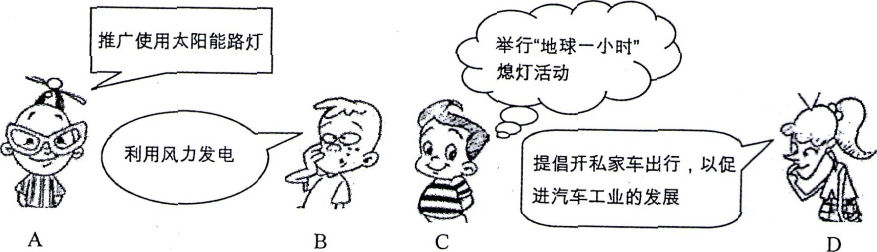 推广使用太阳能路灯
利用风力发电
举行“地球一小时”
熄灯活动
提倡开私家车出行，以促
进汽车工业的发展
A
B
C
D